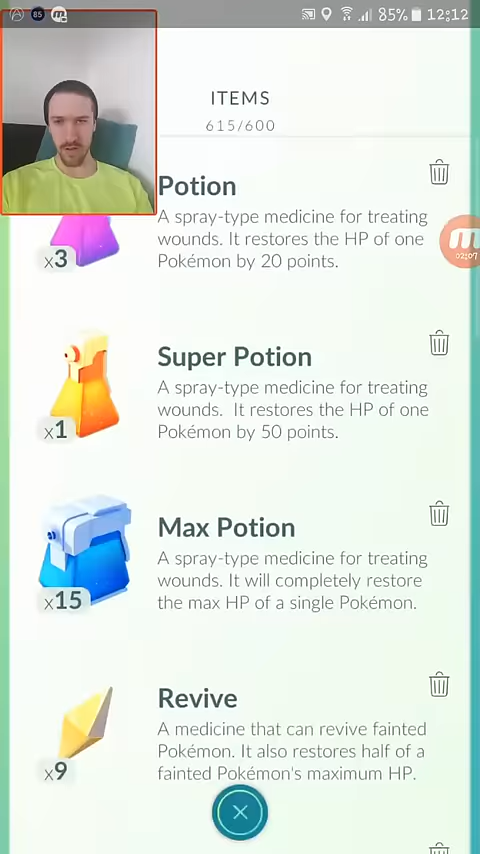 85
85% 12:12
ITEMS
615/600
Potion
A spray-type medicine for treating
wounds. It restores the HP of one
Pokémon by 20 points.
x3
02:07
Super Potion
A spray-type medicine for treating
wounds. It restores the HP of one
Pokémon by 50 points.
x1
Max Potion
A spray-type medicine for treating
wounds. It will completely restore
the max HP of a single Pokémon.
x15
Revive
A medicine that can revive fainted
Pokémon. It also restores half of a
fainted Pokémon's maximum HP.
x9